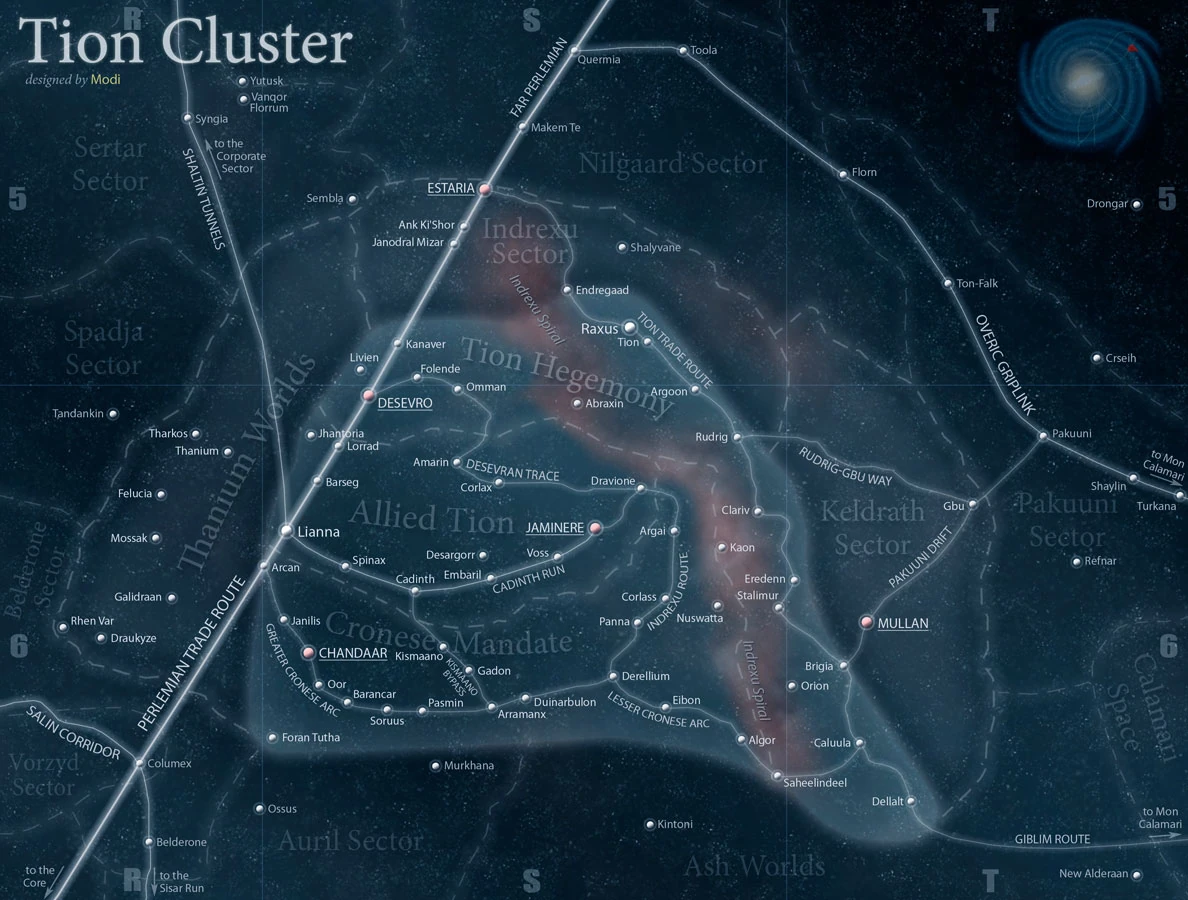 R
S
T
Tion Cluster
designed by Modi
Yutusk
Vanqor
Florrum
Syngia
to the
Corporate
Sector
Sertar
Sector
SHALTIN TUNNELS
FAR PERLEMIAN
Quermia
Toola
Makem Te
Nilgaard Sector
Florn
5
5
Drongar
ESTARIA
Sembla
Ank Ki'Shor
Janodral Mizar
Indrexu
Sector
Shalyvane
Indrexu Spiral
Endregaad
Ton-Falk
Spadja
Sector
Raxus
Tion
TION TRADE ROUTE
OVERIC GRIPLINK
Kanaver
Livien
Folende
Omman
Tion Hegemony
Crseih
DESEVRO
Abraxin
Argoon
Tandankin
Tharkos
Thanium
Thanium Worlds
Jhantoria
Lorrad
Rudrig
Pakuuni
RUDRIG-GBU WAY
to Mon
Calamari
Amarin
DESEVRAN TRACE
Corlax
Dravione
Barseg
Felucia
Shaylin
Turkana
Gbu
Clariv
Keldrath
Sector
Pakuuni
Sector
Allied Tion
JAMINERE
Lianna
Mossak
Argai
Kaon
Desargorr
Voss
Spinax
Embaril
Cadinth
CADINTH RUN
Arcan
Refnar
PAKUUNI DRIFT
Beldrone
Sector
Galidraan
Eredenn
Stalimur
Corlass
INDREXU ROUTE
Nuswatta
Rhen Var
Draukyze
Janilis
Panna
MULLAN
6
6
Cronese Mandate
CHANDAAR
Kismaano
KISMAANO
BYPASS
Gadon
Derellium
Brigia
Orion
GREATER CRONESE ARC
Oor
Barancar
Soruus
Pasmin
Arramanx
Duinarbulon
Eibon
LESSER CRONESE ARC
Indrexu Spiral
Calamari
Space
PERLEMIAN TRADE ROUTE
SALIN CORRIDOR
Foran Tutha
Algor
Caluula
Vorzyd
Sector
Columex
Murkhana
Saheelindeel
Dellalt
Ossus
Kintoni
to Mon
Calamari
GIBLIM ROUTE
Belderone
Auril Sector
Ash Worlds
to the
Core
R
to the
Sisar Run
S
T
New Alderaan